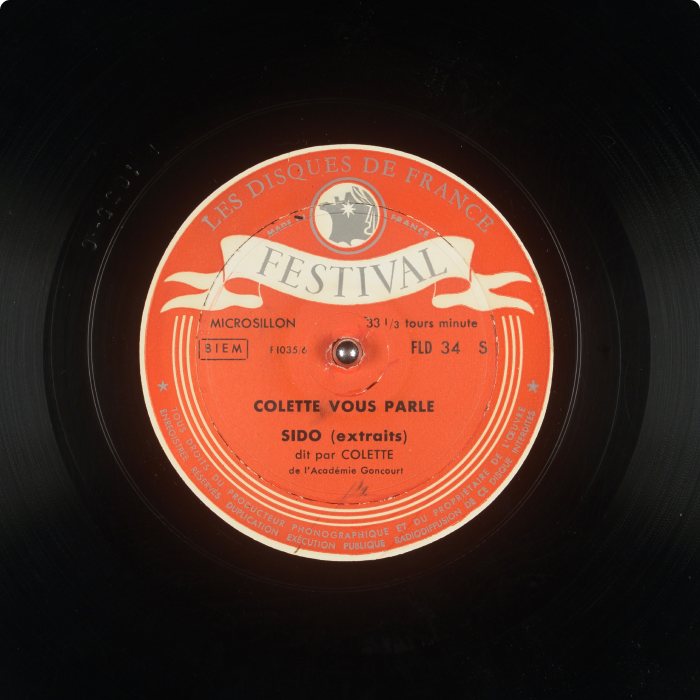 LES DISQUES DE FRANCE
MADE IN FRANCE
FESTIVAL
MICROSILLON 33 1/3 tours minute
BIEM F1035/6 FLD 34 S
COLETTE VOUS PARLE
SIDO (extraits)
dit par COLETTE
de l'Académie Goncourt
TOUS DROITS DU PRODUCTEUR PHONOGRAPHIQUE ET DU PROPRIÉTAIRE DE L'ŒUVRE
ENREGISTRÉE RÉSERVÉS DUPLICATION EXÉCUTION PUBLIQUE RADIODIFFUSION DE CE DISQUE INTERDITES